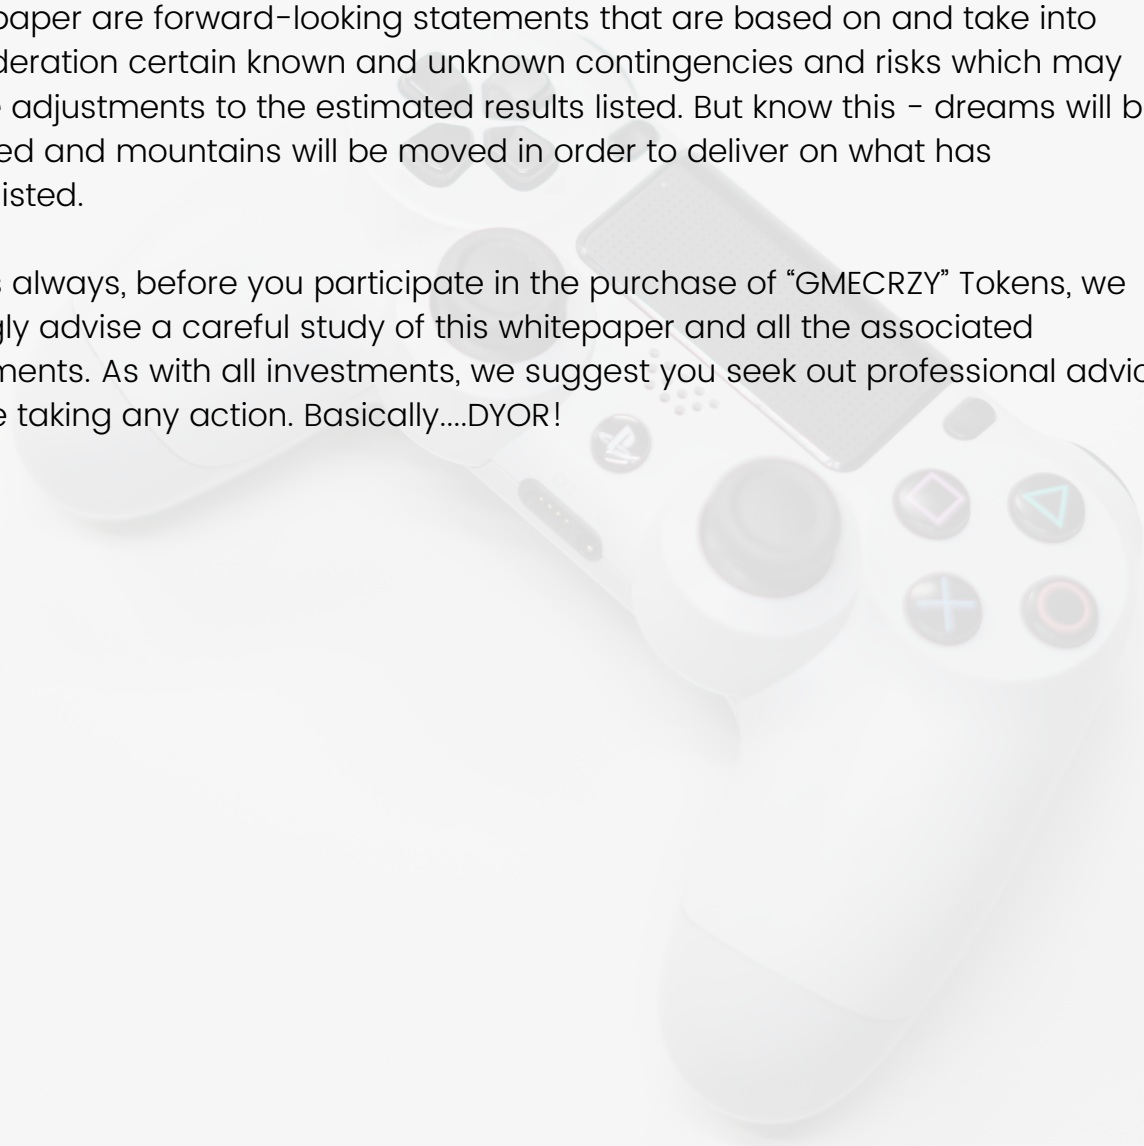 paper are forward-looking statements that are based on and take into
deration certain known and unknown contingencies and risks which may
adjustments to the estimated results listed. But know this - dreams will b
ed and mountains will be moved in order to deliver on what has
isted.
s always, before you participate in the purchase of “GMECRZY” Tokens, we
gly advise a careful study of this whitepaper and all the associated
ments. As with all investments, we suggest you seek out professional advic
e taking any action. Basically....DYOR!